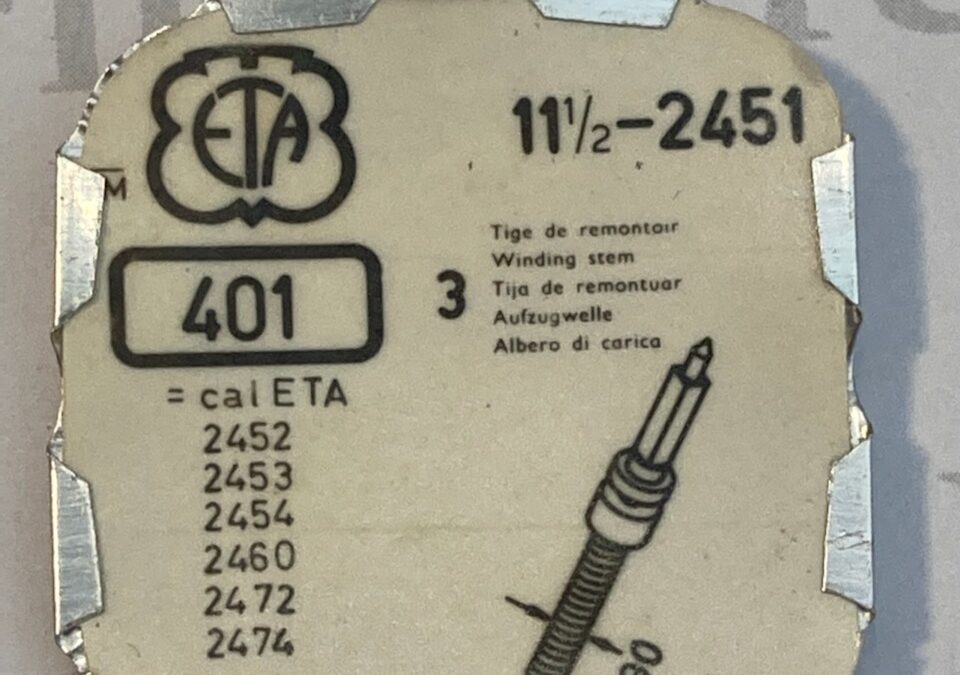 ETA
11½–2451
M
401
3
Tige de remontoir
Winding stem
Tija de remontuar
Aufzugwelle
Albero di carica
= cal ETA
2452
2453
2454
2460
2472
2474